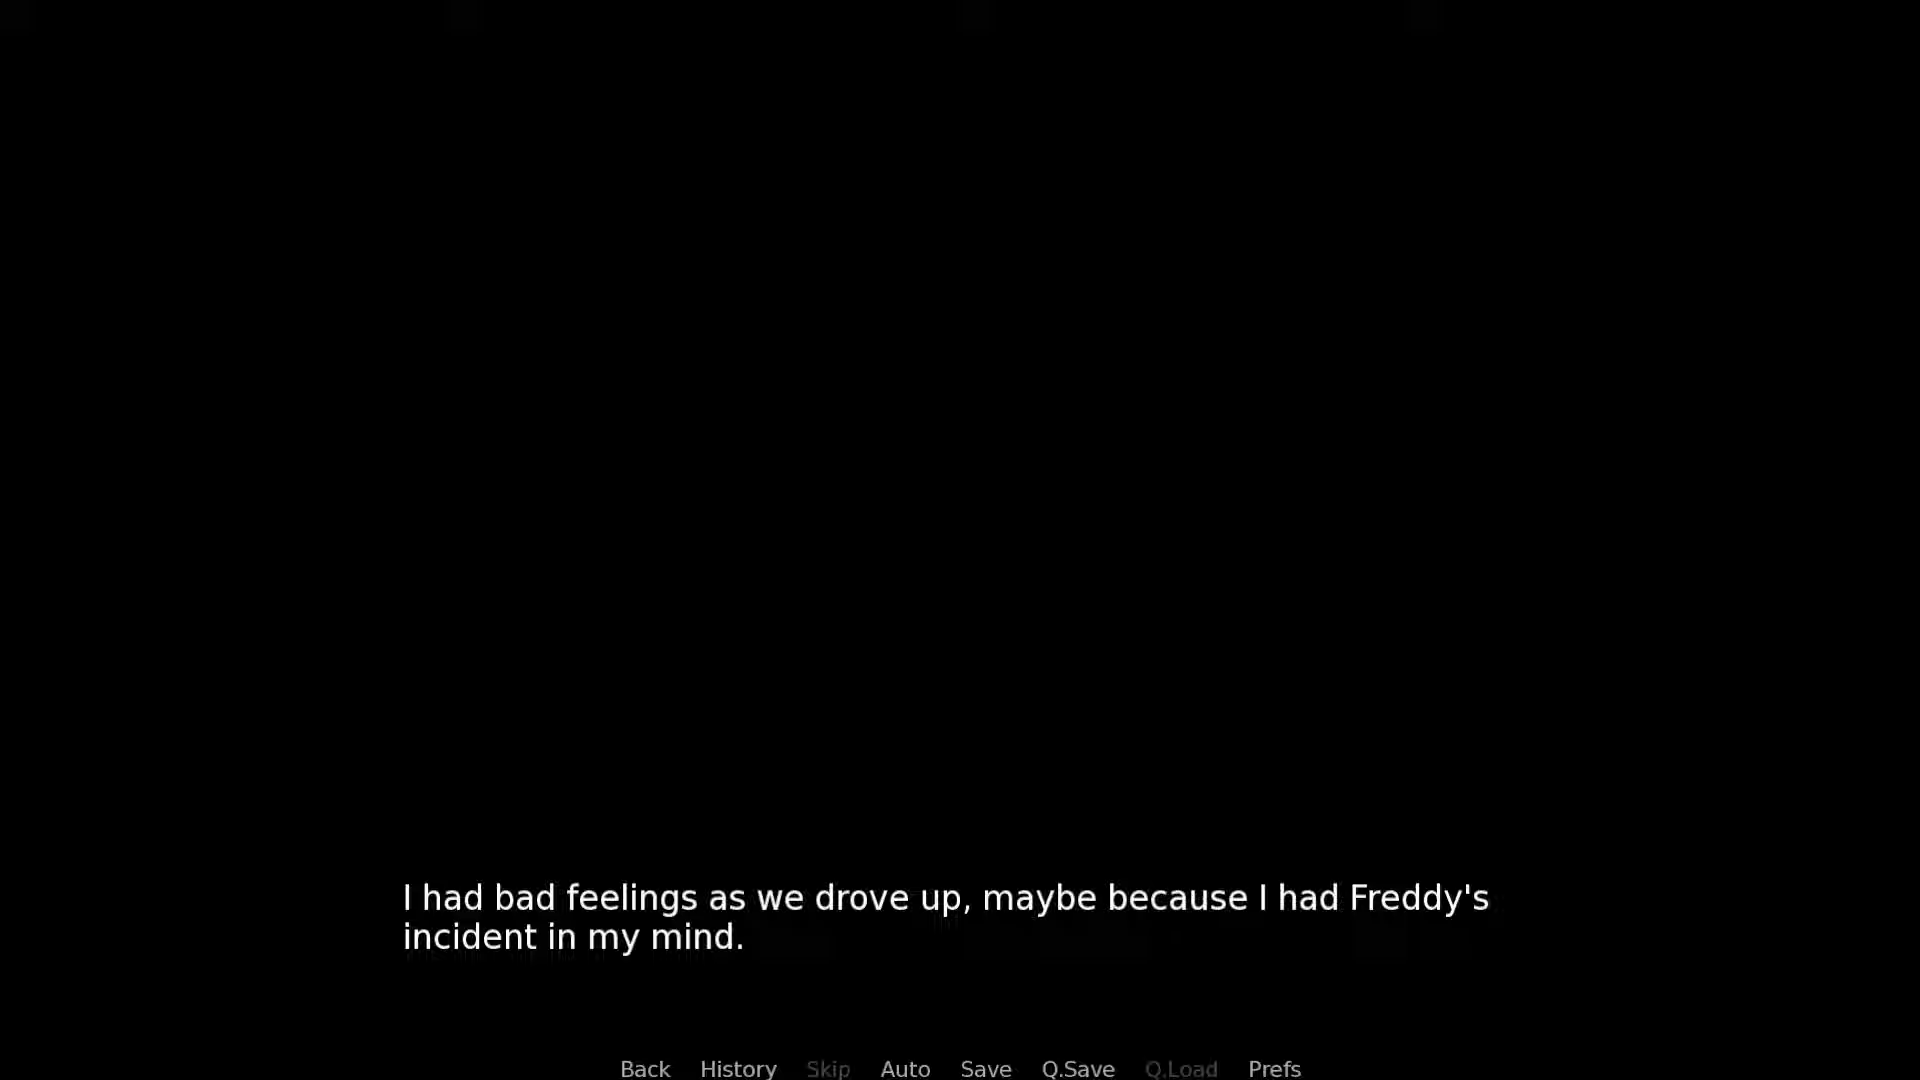 I had bad feelings as we drove up, maybe because I had Freddy's
incident in my mind.
Back History Skip Auto Save Q.Save Q.Load Prefs